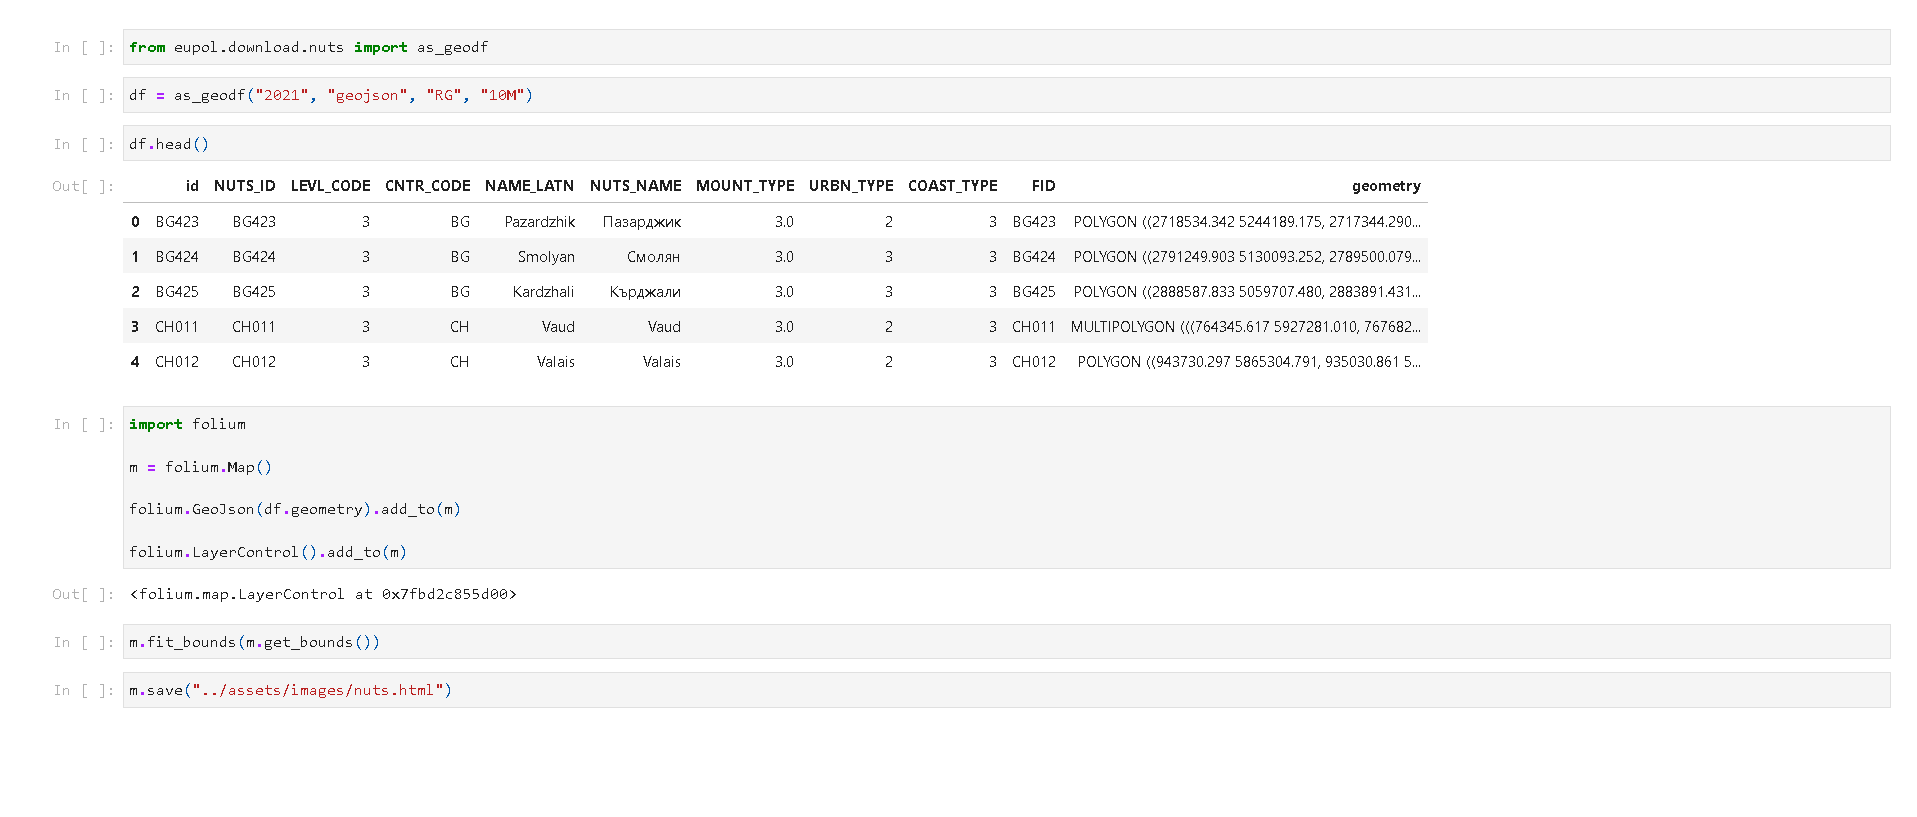 In [ ]: from eupol.download.nuts import as_geodf
In [ ]: df = as_geodf("2021", "geojson", "RG", "10M")
In [ ]: df.head()
Out[ ]: id NUTS_ID LEVL_CODE CNTR_CODE NAME_LATN NUTS_NAME MOUNT_TYPE URBN_TYPE COAST_TYPE FID geometry
0 BG423 BG423 3 BG Pazardzhik Пазарджик 3.0 2 3 BG423 POLYGON ((2718534.342 5244189.175, 2717344.290...
1 BG424 BG424 3 BG Smolyan Смолян 3.0 3 3 BG424 POLYGON ((2791249.903 5130093.252, 2789500.079...
2 BG425 BG425 3 BG Kardzhali Кърджали 3.0 3 3 BG425 POLYGON ((2888587.833 5059707.480, 2883891.431...
3 CH011 CH011 3 CH Vaud Vaud 3.0 2 3 CH011 MULTIPOLYGON (((764345.617 5927281.010, 767682...
4 CH012 CH012 3 CH Valais Valais 3.0 2 3 CH012 POLYGON ((943730.297 5865304.791, 935030.861 5...
In [ ]: import folium
m = folium.Map()
folium.GeoJson(df.geometry).add_to(m)
folium.LayerControl().add_to(m)
Out[ ]: <folium.map.LayerControl at 0x7fbd2c855d00>
In [ ]: m.fit_bounds(m.get_bounds())
In [ ]: m.save("../assets/images/nuts.html")